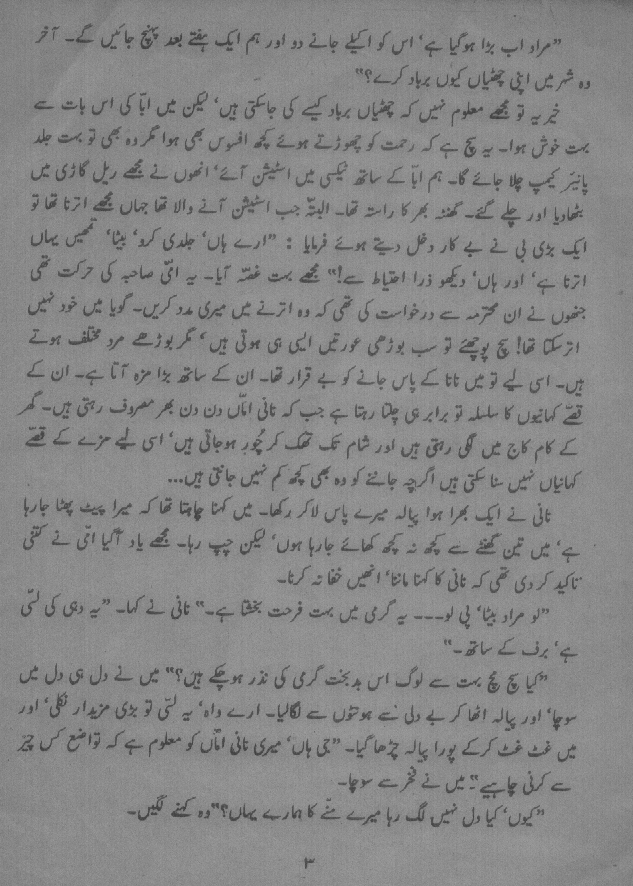 ”مراد اب بڑا ہوگیا ہے‘ اس کو اکیلے جانے دو اور ہم ایک ہفتے بعد پہنچ جائیں گے۔ آخر
وہ شہر میں اپنی چھٹیاں کیوں برباد کرے؟“
خیر یہ تو مجھے معلوم نہیں کہ چھٹیاں برباد کیسے کی جاسکتی ہیں‘ لیکن میں ابّا کی اس بات سے
بہت خوش ہوا۔ یہ سچ ہے کہ رحمت کو چھوڑتے ہوئے کچھ افسوس بھی ہوا مگر وہ بھی تو بہت جلد
پانیر کیمپ چلا جائے گا۔ ہم ابّا کے ساتھ ٹیکسی میں اسٹیشن آئے‘ انھوں نے مجھے ریل گاڑی میں
بٹھا دیا اور چلے گئے۔ گھنٹہ بھر کا راستہ تھا۔ البتّہ جب اسٹیشن آنے والا تھا جہاں مجھے اترنا تھا تو
ایک بڑی بی نے بے کار دخل دیتے ہوئے فرمایا : ”ارے ہاں‘ جلدی کرو‘ بیٹا‘ تمھیں یہاں
اترنا ہے‘ اور ہاں‘ دیکھو ذرا احتیاط سے!“ مجھے بہت غصّہ آیا۔ یہ امّی صاحبہ کی حرکت تھی
جنھوں نے ان محترمہ سے درخواست کی تھی کہ وہ اترنے میں میری مدد کریں۔ گویا میں خود نہیں
اتر سکتا تھا! سچ پوچھئے تو سب بوڑھی عورتیں ایسی ہی ہوتی ہیں‘ مگر بوڑھے مرد مختلف ہوتے
ہیں۔ اسی لیے تو میں نانا کے پاس جانے کو بے قرار تھا۔ ان کے ساتھ بڑا مزہ آتا ہے۔ ان کے
قصّے کہانیوں کا سلسلہ تو برابر ہی چلتا رہتا ہے جب کہ نانی امّاں دن دن بھر مصروف رہتی ہیں۔ گھر
کے کام کاج میں لگی رہتی ہیں اور شام تک تھک کر چُور ہوجاتی ہیں‘ اسی لیے مزے کے قصّے
کہانیاں نہیں سنا سکتی ہیں اگرچہ جاننے کو وہ بھی کچھ کم نہیں جانتی ہیں...
نانی نے ایک بھرا ہوا پیالہ میرے پاس لاکر رکھا۔ میں کہنا چاہتا تھا کہ میرا پیٹ پھٹا جارہا
ہے‘ میں تین گھنٹے سے کچھ نہ کچھ کھائے جارہا ہوں‘ لیکن چپ رہا۔ مجھے یاد آگیا امّی نے کتنی
تاکید کر دی تھی کہ نانی کا کہنا ماننا‘ انھیں خفا نہ کرنا۔
”لو مراد بیٹا‘ پی لو۔۔۔ یہ گرمی میں بہت فرحت بخشتا ہے۔“ نانی نے کہا۔ ”یہ دہی کی لسّی
ہے‘ برف کے ساتھ۔“
”کیا سچ مچ بہت سے لوگ اس بدبخت گرمی کی نذر ہوچکے ہیں؟“ میں نے دل ہی دل میں
سوچا‘ اور پیالہ اٹھا کر بے دلی سے ہونٹوں سے لگالیا۔ ارے واہ‘ یہ لسّی تو بڑی مزیدار نکلی‘ اور
میں غٹ غٹ کرکے پورا پیالہ چڑھا گیا۔ ”جی ہاں‘ میری نانی امّاں کو معلوم ہے کہ تواضع کس چیز
سے کرنی چاہیے“۔ میں نے فخر سے سوچا۔
”کیوں‘ کیا دل نہیں لگ رہا میرے منّے کا ہمارے یہاں؟“ وہ کہنے لگیں۔
۳